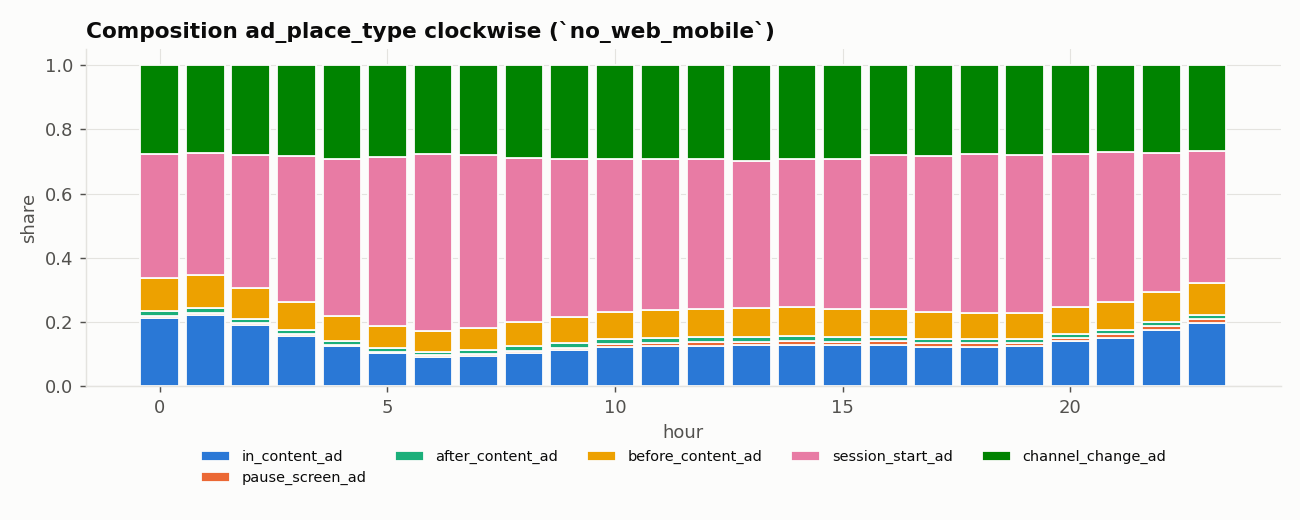 Composition ad_place_type clockwise (`no_web_mobile`)
1.0
0.8
0.6
0.4
0.2
0.0
share
0 5 10 15 20
hour
in_content_ad after_content_ad before_content_ad session_start_ad channel_change_ad
pause_screen_ad